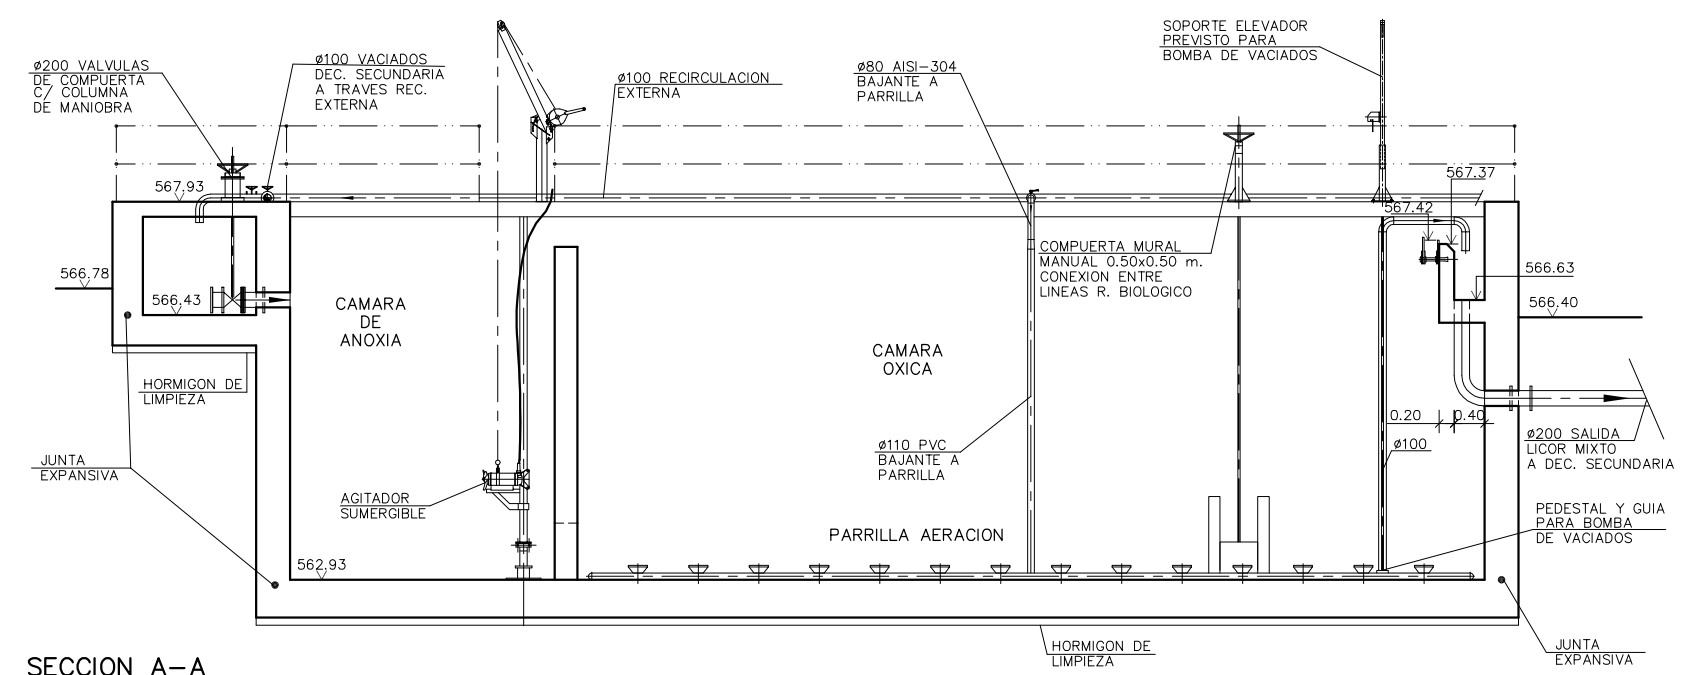 ø200 VALVULAS
DE COMPUERTA
C/ COLUMNA
DE MANIOBRA
ø100 VACIADOS
DEC. SECUNDARIA
A TRAVES REC.
EXTERNA
ø100 RECIRCULACION
EXTERNA
ø80 AISI-304
BAJANTE A
PARRILLA
SOPORTE ELEVADOR
PREVISTO PARA
BOMBA DE VACIADOS
567.93
567.37
567.42
566.78
566.43
CAMARA
DE
ANOXIA
COMPUERTA MURAL
MANUAL 0.50x0.50 m.
CONEXION ENTRE
LINEAS R. BIOLOGICO
566.63
566.40
CAMARA
OXICA
HORMIGON DE
LIMPIEZA
0.20
0.40
ø110 PVC
BAJANTE A
PARRILLA
ø100
ø200 SALIDA
LICOR MIXTO
A DEC. SECUNDARIA
JUNTA
EXPANSIVA
AGITADOR
SUMERGIBLE
PARRILLA AERACION
PEDESTAL Y GUIA
PARA BOMBA
DE VACIADOS
562.93
HORMIGON DE
LIMPIEZA
JUNTA
EXPANSIVA
SECCION A-A